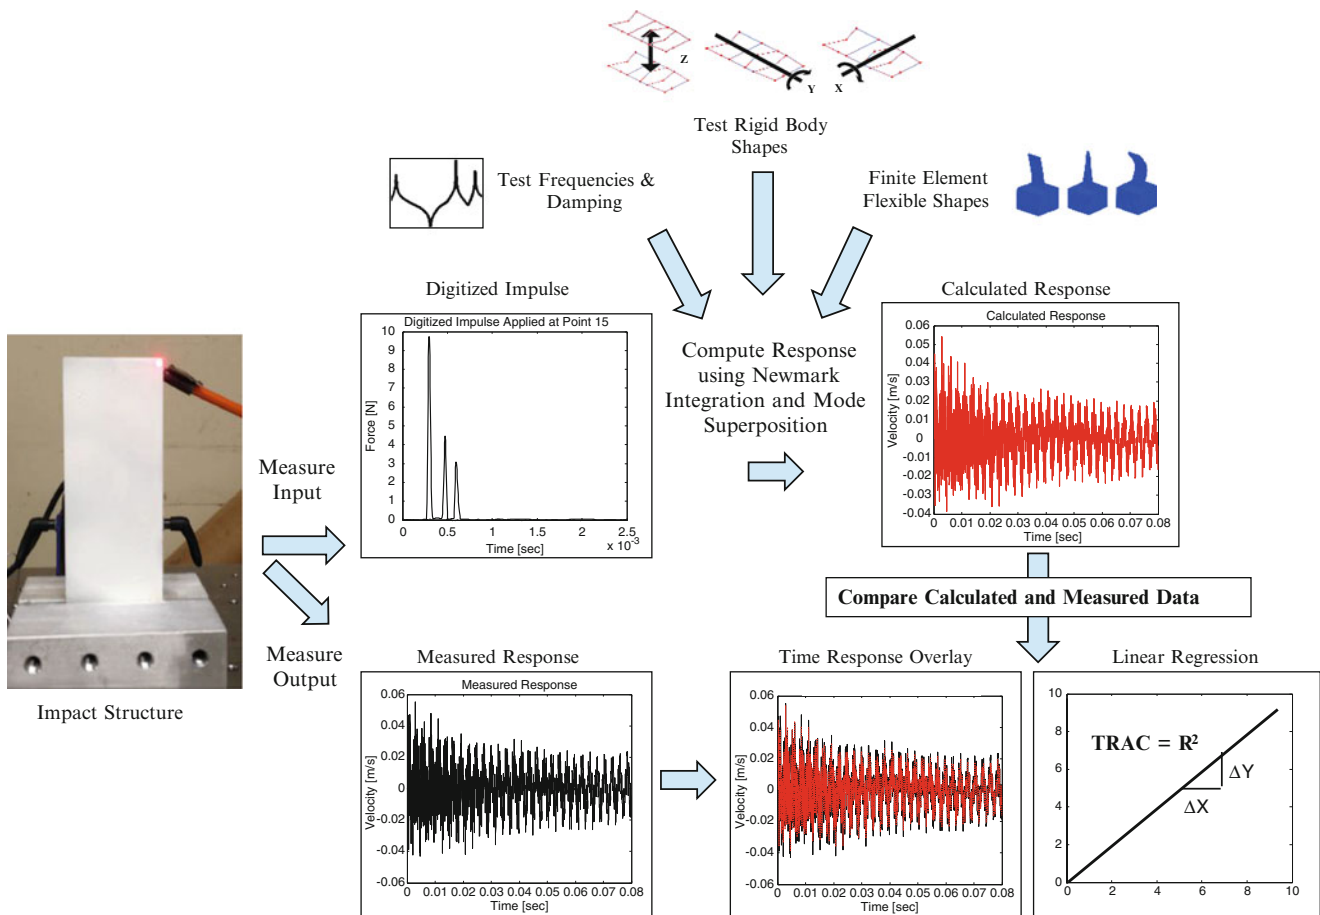 Z
Y
X
Test Rigid Body
Shapes
Test Frequencies &
Damping
Finite Element
Flexible Shapes
Digitized Impulse
Digitized Impulse Applied at Point 15
10
9
8
7
6
5
4
3
2
1
0
Force [N]
0 0.5 1 1.5 2 2.5
x 10⁻³
Time [sec]
Compute Response
using Newmark
Integration and Mode
Superposition
Calculated Response
Calculated Response
0.06
0.05
0.04
0.03
0.02
0.01
0
-0.01
-0.02
-0.03
-0.04
Velocity [m/s]
0 0.01 0.02 0.03 0.04 0.05 0.06 0.07 0.08
Time [sec]
Measure
Input
Measure
Output
Impact Structure
Compare Calculated and Measured Data
Measured Response
Measured Response
0.06
0.04
0.02
0
-0.02
-0.04
-0.06
Velocity [m/s]
0 0.01 0.02 0.03 0.04 0.05 0.06 0.07 0.08
Time [sec]
Time Response Overlay
0.06
0.04
0.02
0
-0.02
-0.04
-0.06
Velocity [m/s]
0 0.01 0.02 0.03 0.04 0.05 0.06 0.07 0.08
Time [sec]
Linear Regression
10
8
6
4
2
0
TRAC = R²
ΔY
ΔX
0 2 4 6 8 10